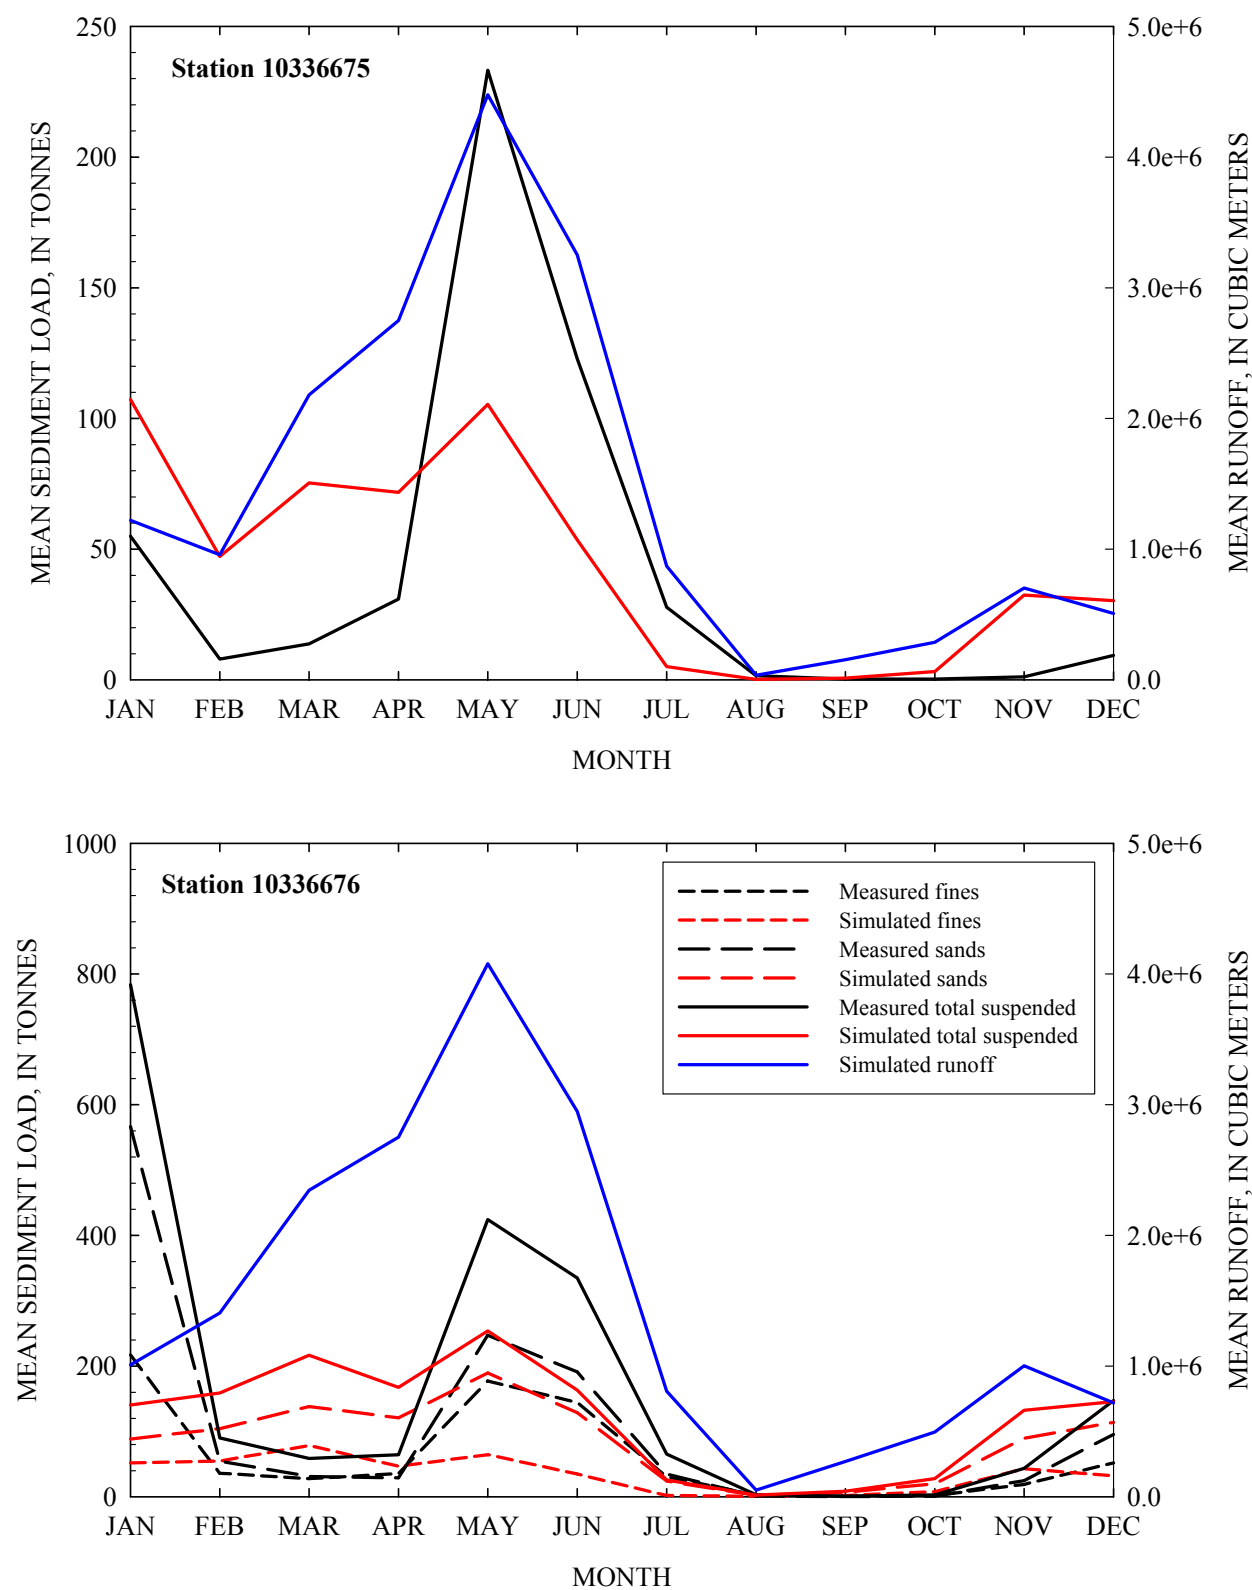 Station 10336675
MEAN SEDIMENT LOAD, IN TONNES
250
200
150
100
50
0
5.0e+6
4.0e+6
3.0e+6
2.0e+6
1.0e+6
0.0
MEAN RUNOFF, IN CUBIC METERS
JAN FEB MAR APR MAY JUN JUL AUG SEP OCT NOV DEC
MONTH
Station 10336676
MEAN SEDIMENT LOAD, IN TONNES
1000
800
600
400
200
0
Measured fines
Simulated fines
Measured sands
Simulated sands
Measured total suspended
Simulated total suspended
Simulated runoff
5.0e+6
4.0e+6
3.0e+6
2.0e+6
1.0e+6
0.0
MEAN RUNOFF, IN CUBIC METERS
JAN FEB MAR APR MAY JUN JUL AUG SEP OCT NOV DEC
MONTH